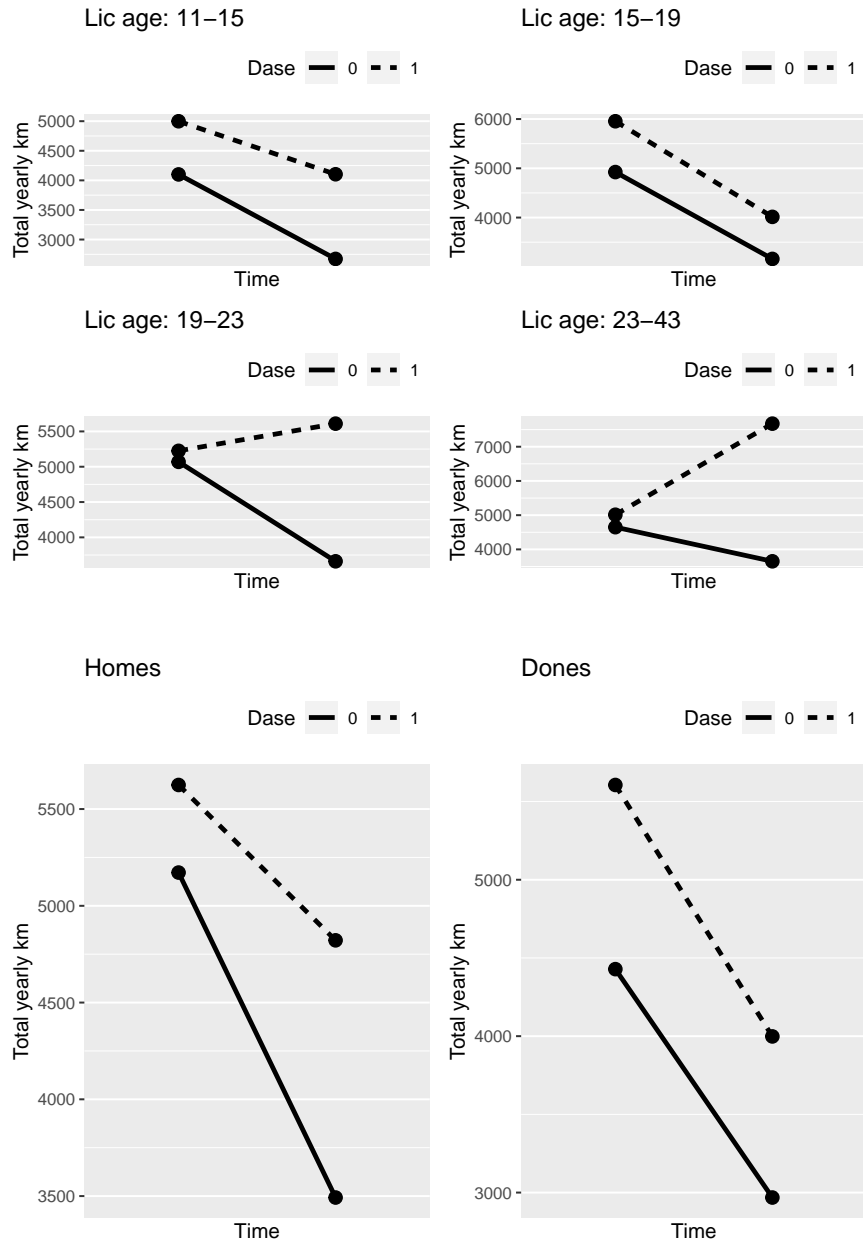 Lic age: 11−15
Dase 0 1
5000
4500
4000
3500
3000
Total yearly km
Time
Lic age: 15−19
Dase 0 1
6000
5000
4000
Total yearly km
Time
Lic age: 19−23
Dase 0 1
5500
5000
4500
4000
Total yearly km
Time
Lic age: 23−43
Dase 0 1
7000
6000
5000
4000
Total yearly km
Time
Homes
Dase 0 1
5500
5000
4500
4000
3500
Total yearly km
Time
Dones
Dase 0 1
5000
4000
3000
Total yearly km
Time